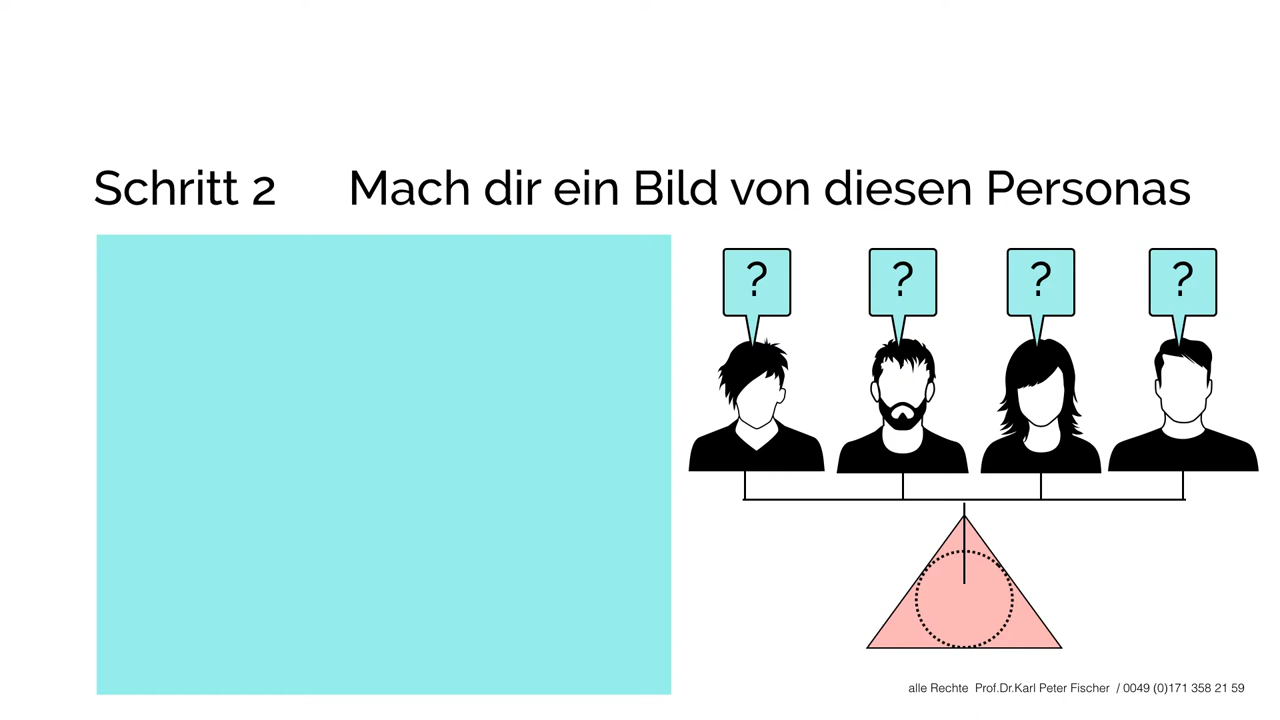 Schritt 2 Mach dir ein Bild von diesen Personas
? ? ? ?
alle Rechte Prof.Dr.Karl Peter Fischer / 0049 (0)171 358 21 59